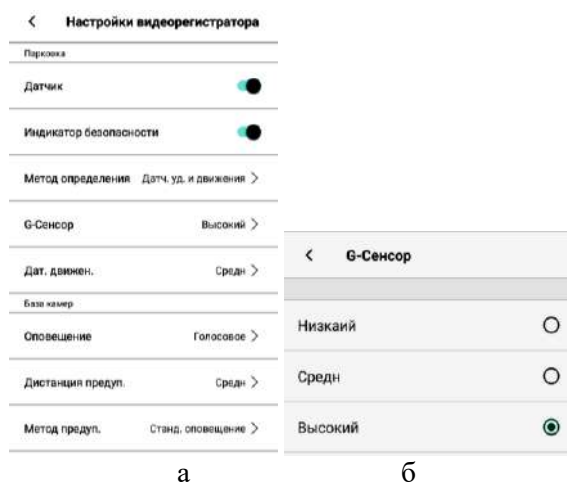 Настройки видеорегистратора
Парковка
Датчик
Индикатор безопасности
Метод определения Датч. уд. и движения
G-Сенсор Высокий
Дат. движен. Средн
База камер
Оповещение Голосовое
Дистанция предуп. Средн
Метод предуп. Станд. оповещение
а
G-Сенсор
Низкаий
Средн
Высокий
б